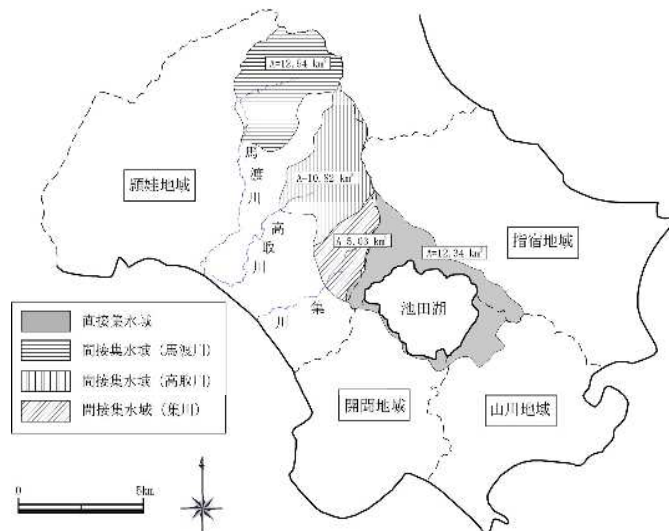 A=12.54 km²
馬渡川
頴娃地域
A=10.82 km²
高取川
A=5.03 km²
A=12.34 km²
指宿地域
池田湖
集川
直接集水域
間接集水域（馬渡川）
間接集水域（高取川）
間接集水域（集川）
開聞地域
山川地域
0 5km